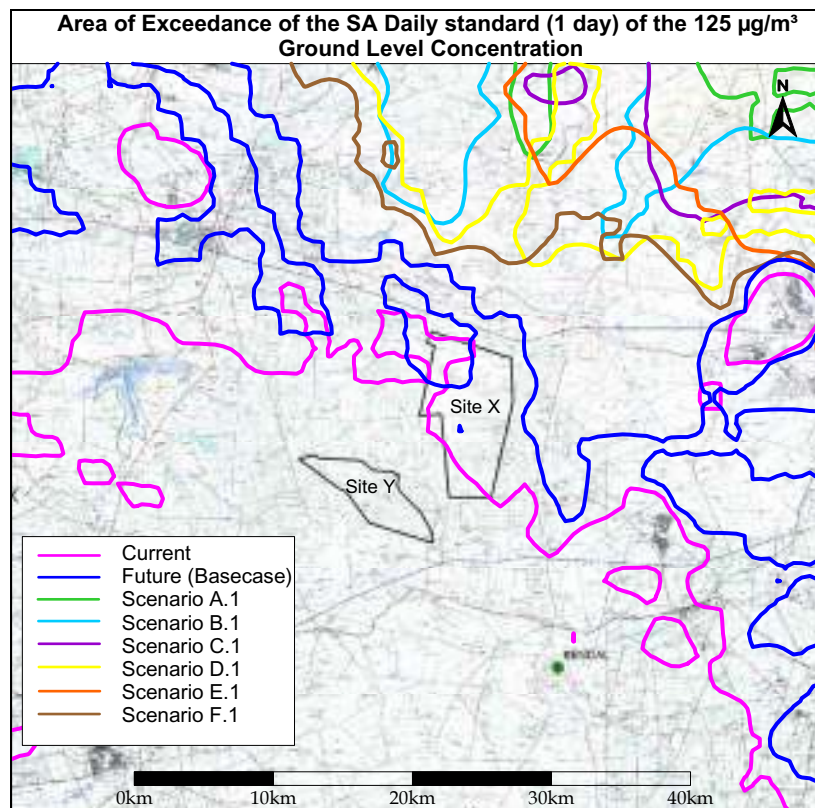 Area of Exceedance of the SA Daily standard (1 day) of the 125 µg/m³
Ground Level Concentration
N
Site X
Site Y
Current
Future (Basecase)
Scenario A.1
Scenario B.1
Scenario C.1
Scenario D.1
Scenario E.1
Scenario F.1
0km
10km
20km
30km
40km